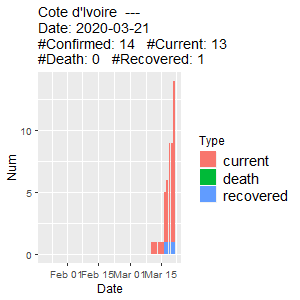 Cote d'Ivoire  ---
Date: 2020-03-21
#Confirmed: 14   #Current: 13
#Death: 0   #Recovered: 1
Num
10
5
0
Feb 01 Feb 15 Mar 01 Mar 15
Date
Type
current
death
recovered